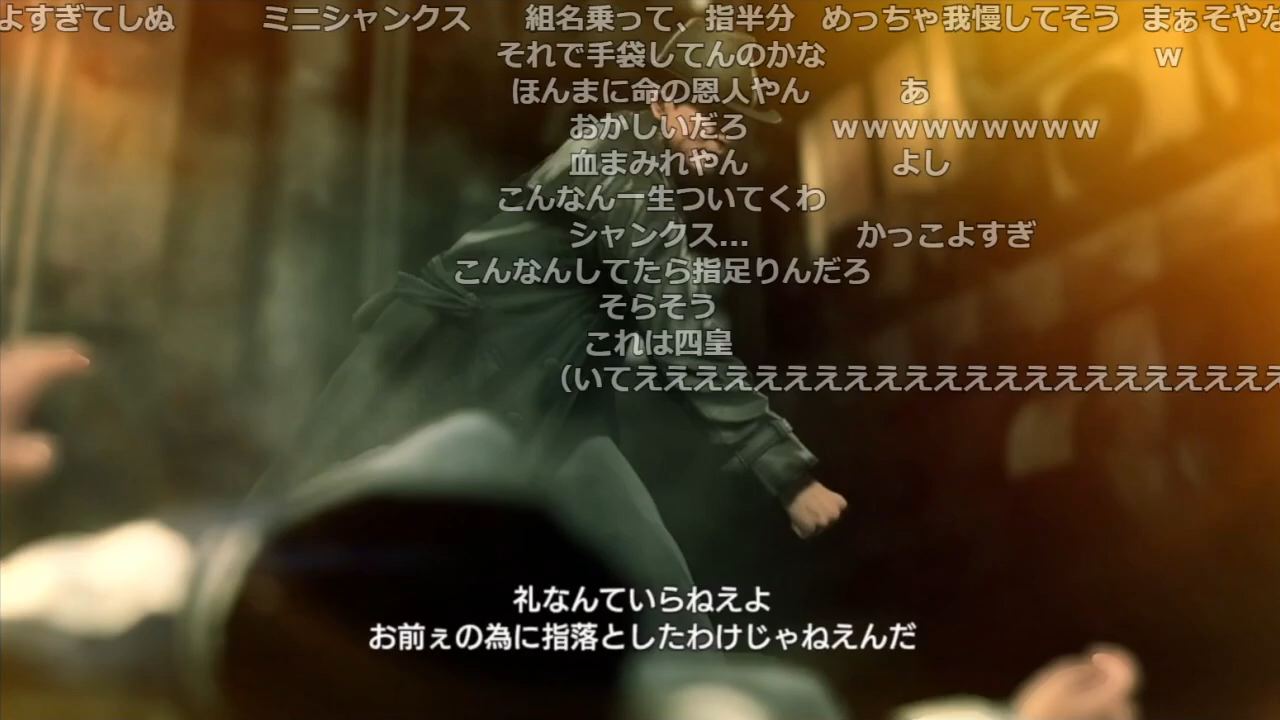 よすぎてしぬ ミニシャンクス 組名乗って、指半分 めっちゃ我慢してそう まぁそやな
それで手袋してんのかな w
ほんまに命の恩人やん あ
おかしいだろ wwwwwwwww
血まみれやん よし
こんなん一生ついてくわ
シャンクス… かっこよすぎ
こんなんしてたら指足りんだろ
そらそう
これは四皇
（いてえええええええええええええええええええええ
礼なんていらねえよ
お前ぇの為に指落としたわけじゃねえんだ